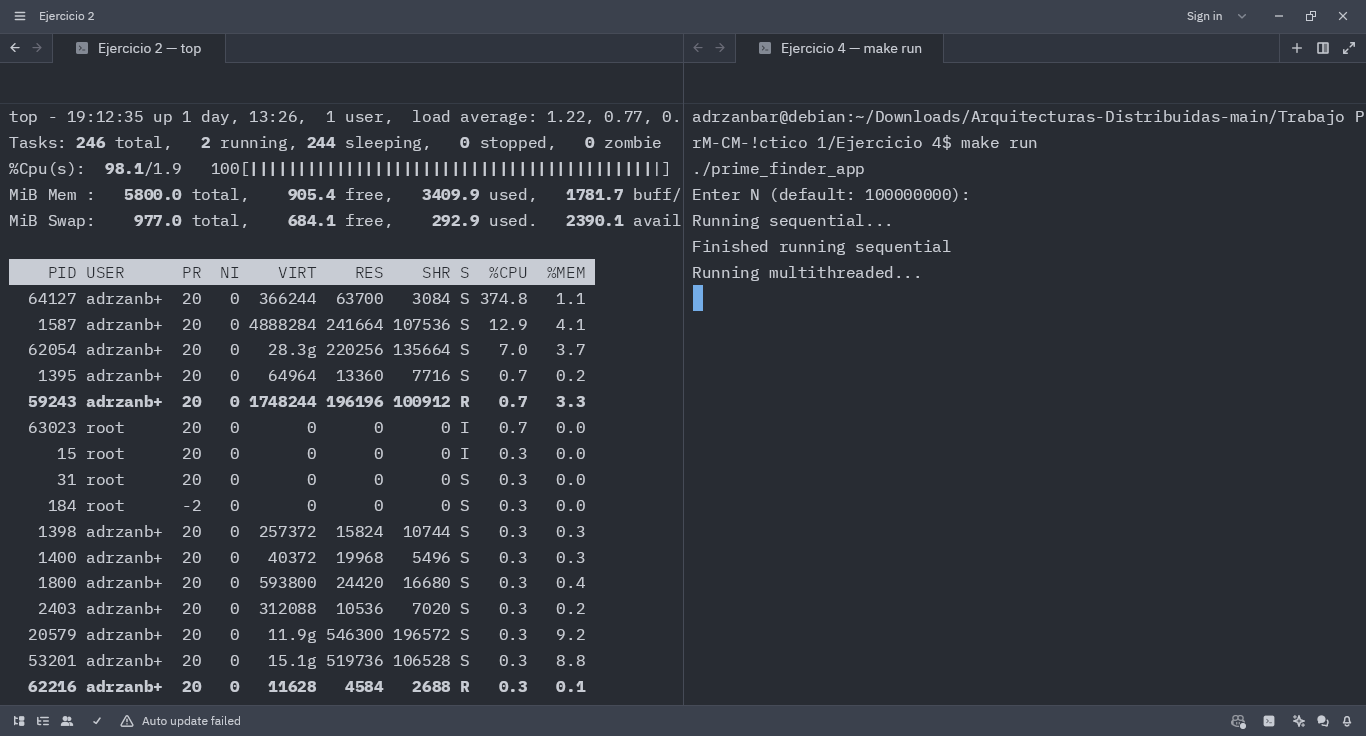 Ejercicio 2
Sign in
Ejercicio 2 — top
Ejercicio 4 — make run
top - 19:12:35 up 1 day, 13:26,  1 user,  load average: 1.22, 0.77, 0.
Tasks: 246 total,   2 running, 244 sleeping,   0 stopped,   0 zombie
%Cpu(s):  98.1/1.9   100[||||||||||||||||||||||||||||||||||||||||||]
MiB Mem :   5800.0 total,    905.4 free,   3409.9 used,   1781.7 buff/
MiB Swap:    977.0 total,    684.1 free,    292.9 used.   2390.1 avail
    PID USER      PR  NI    VIRT    RES    SHR S  %CPU  %MEM
  64127 adrzanb+  20   0  366244  63700   3084 S 374.8   1.1
   1587 adrzanb+  20   0 4888284 241664 107536 S  12.9   4.1
  62054 adrzanb+  20   0   28.3g 220256 135664 S   7.0   3.7
   1395 adrzanb+  20   0   64964  13360   7716 S   0.7   0.2
  59243 adrzanb+  20   0 1748244 196196 100912 R   0.7   3.3
  63023 root      20   0       0      0      0 I   0.7   0.0
     15 root      20   0       0      0      0 I   0.3   0.0
     31 root      20   0       0      0      0 S   0.3   0.0
    184 root      -2   0       0      0      0 S   0.3   0.0
   1398 adrzanb+  20   0  257372  15824  10744 S   0.3   0.3
   1400 adrzanb+  20   0   40372  19968   5496 S   0.3   0.3
   1800 adrzanb+  20   0  593800  24420  16680 S   0.3   0.4
   2403 adrzanb+  20   0  312088  10536   7020 S   0.3   0.2
  20579 adrzanb+  20   0   11.9g 546300 196572 S   0.3   9.2
  53201 adrzanb+  20   0   15.1g 519736 106528 S   0.3   8.8
  62216 adrzanb+  20   0   11628   4584   2688 R   0.3   0.1
adrzanbar@debian:~/Downloads/Arquitecturas-Distribuidas-main/Trabajo P
rM-CM-!ctico 1/Ejercicio 4$ make run
./prime_finder_app
Enter N (default: 100000000):
Running sequential...
Finished running sequential
Running multithreaded...
Auto update failed